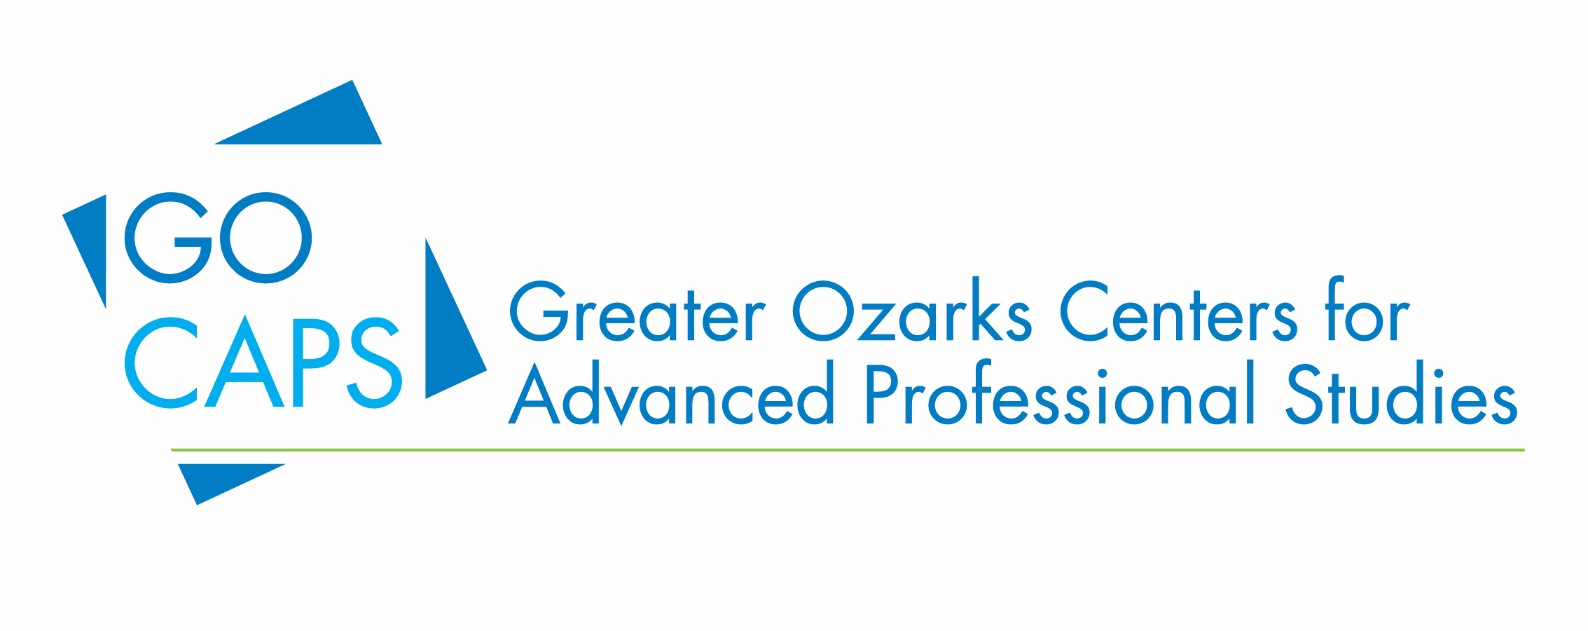 GO
CAPS
Greater Ozarks Centers for
Advanced Professional Studies